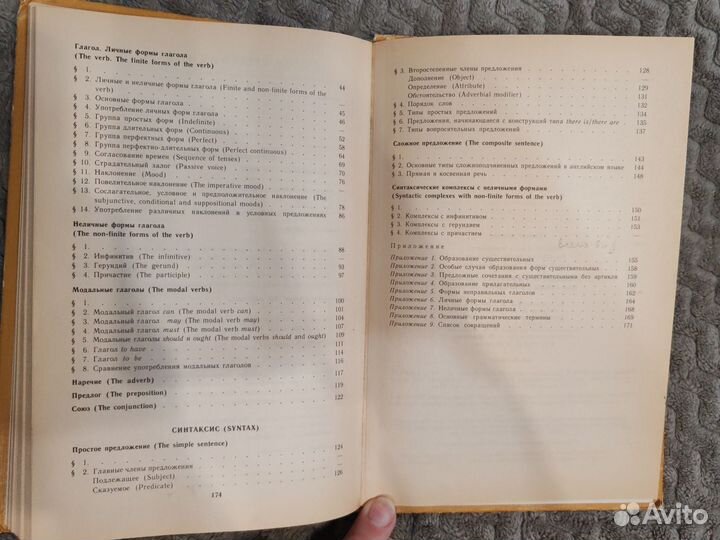 Глагол. Личные формы глагола
(The verb. The finite forms of the verb)
§ 1. 44
§ 2. Личные и неличные формы глагола (Finite and non-finite forms of the
verb) —
§ 3. Основные формы глагола 45
§ 4. Употребление личных форм глагола 46
§ 5. Группа простых форм (Indefinite) —
§ 6. Группа длительных форм (Continuous) 52
§ 7. Группа перфектных форм (Perfect) 58
§ 8. Группа перфектно-длительных форм (Perfect continuous) 64
§ 9. Согласование времен (Sequence of tenses) 69
§ 10. Страдательный залог (Passive voice) 70
§ 11. Наклонение (Mood) 76
§ 12. Повелительное наклонение (The imperative mood) —
§ 13. Сослагательное, условное и предположительное наклонение (The
subjunctive, conditional and suppositional moods) 78
§ 14. Употребление различных наклонений в условных предложениях 86
Неличные формы глагола
(The non-finite forms of the verb)
§ 1. 88
§ 2. Инфинитив (The infinitive) —
§ 3. Герундий (The gerund) 93
§ 4. Причастие (The participle) 97
Модальные глаголы (The modal verbs)
§ 1. 100
§ 2. Модальный глагол can (The modal verb can) 101
§ 3. Модальный глагол may (The modal verb may) 104
§ 4. Модальный глагол must (The modal verb must) 107
§ 5. Модальные глаголы should и ought (The modal verbs should and ought) 109
§ 6. Глагол to have 111
§ 7. Глагол to be —
§ 8. Сравнение употребления модальных глаголов 116
Наречие (The adverb) 117
Предлог (The preposition) 119
Союз (The conjunction) 122
СИНТАКСИС (SYNTAX)
Простое предложение (The simple sentence)
§ 1. 124
§ 2. Главные члены предложения —
Подлежащее (Subject) —
Сказуемое (Predicate) 126
174
§ 3. Второстепенные члены предложения 128
Дополнение (Object) —
Определение (Attribute) 129
Обстоятельство (Adverbial modifier) 131
§ 4. Порядок слов 132
§ 5. Типы простых предложений 134
§ 6. Предложения, начинающиеся с конструкций типа there is/there are 135
§ 7. Типы вопросительных предложений 137
Сложное предложение (The composite sentence)
§ 1. 143
§ 2. Основные типы сложноподчиненных предложений в английском языке 144
§ 3. Прямая и косвенная речь 148
Синтаксические комплексы с неличными формами
(Syntactic complexes with non-finite forms of the verb)
§ 1. 150
§ 2. Комплексы с инфинитивом 151
§ 3. Комплексы с герундием 153
§ 4. Комплексы с причастием —
Приложение
Приложение 1. Образование существительных 155
Приложение 2. Особые случаи образования форм существительных 158
Приложение 3. Предложные сочетания с существительными без артикля 159
Приложение 4. Образование прилагательных 160
Приложение 5. Формы неправильных глаголов 162
Приложение 6. Личные формы глагола 164
Приложение 7. Неличные формы глагола 168
Приложение 8. Основные грамматические термины 169
Приложение 9. Список сокращений 171
Avito